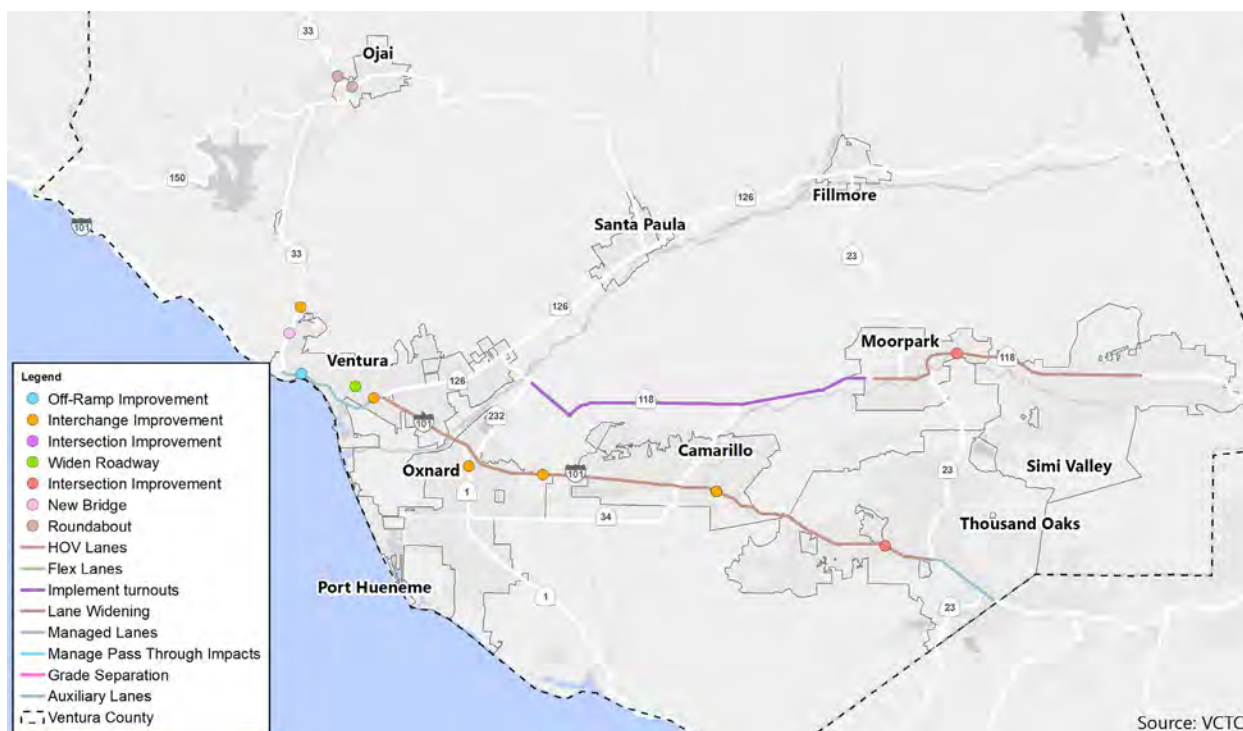 33
Ojai
150
126
Fillmore
Santa Paula
101
33
23
126
Ventura
Moorpark
118
126
118
232
101
Camarillo
Oxnard
101
Simi Valley
1
23
34
Thousand Oaks
Port Hueneme
1
23
Legend
Off-Ramp Improvement
Interchange Improvement
Intersection Improvement
Widen Roadway
Intersection Improvement
New Bridge
Roundabout
HOV Lanes
Flex Lanes
Implement turnouts
Lane Widening
Managed Lanes
Manage Pass Through Impacts
Grade Separation
Auxiliary Lanes
Ventura County
Source: VCTC